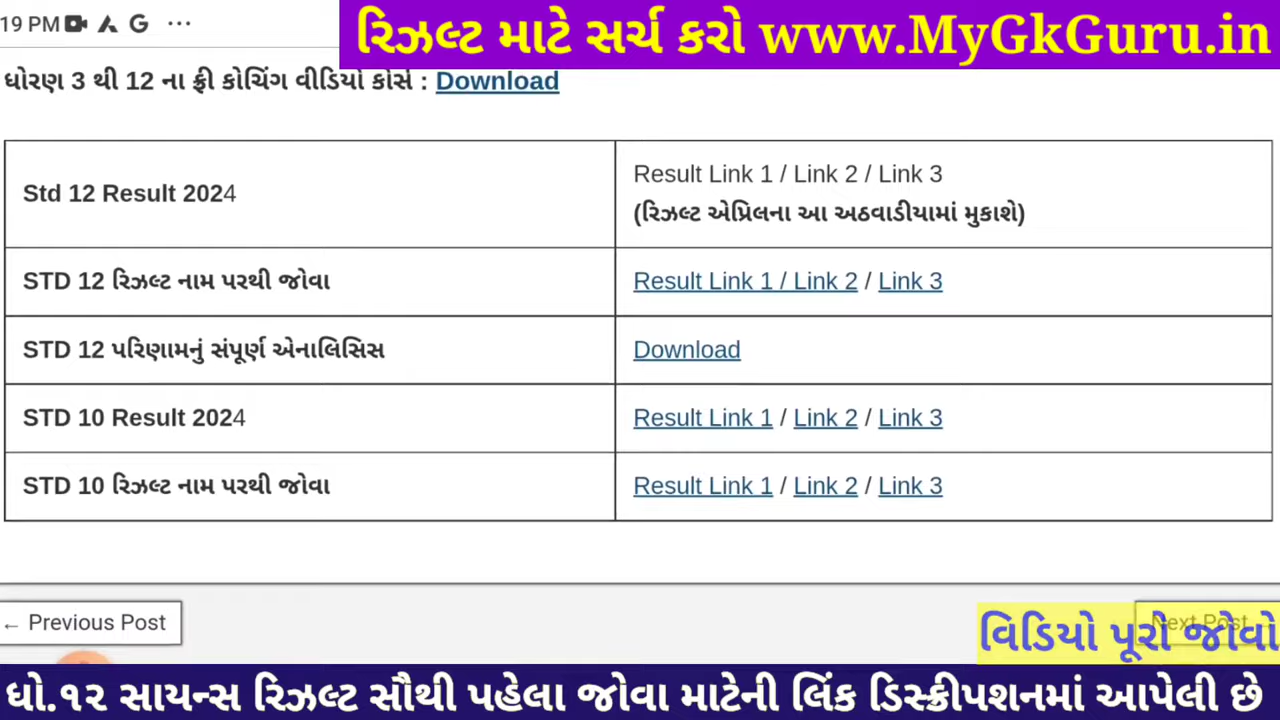 19 PM G ...
રિઝલ્ટ માટે સર્ચ કરો www.MyGkGuru.in
ધોરણ 3 થી 12 ના ફ્રી કોચિંગ વીડિયો કોર્સ : Download
Std 12 Result 2024
Result Link 1 / Link 2 / Link 3
(રિઝલ્ટ એપ્રિલના આ અઠવાડીયામાં મુકાશે)
STD 12 રિઝલ્ટ નામ પરથી જોવા
Result Link 1 / Link 2 / Link 3
STD 12 પરિણામનું સંપૂર્ણ એનાલિસિસ
Download
STD 10 Result 2024
Result Link 1 / Link 2 / Link 3
STD 10 રિઝલ્ટ નામ પરથી જોવા
Result Link 1 / Link 2 / Link 3
← Previous Post
Next Post
વિડિયો પૂરો જોવો
ધો.૧૨ સાયન્સ રિઝલ્ટ સૌથી પહેલા જોવા માટેની લિંક ડિસ્ક્રીપશનમાં આપેલી છે